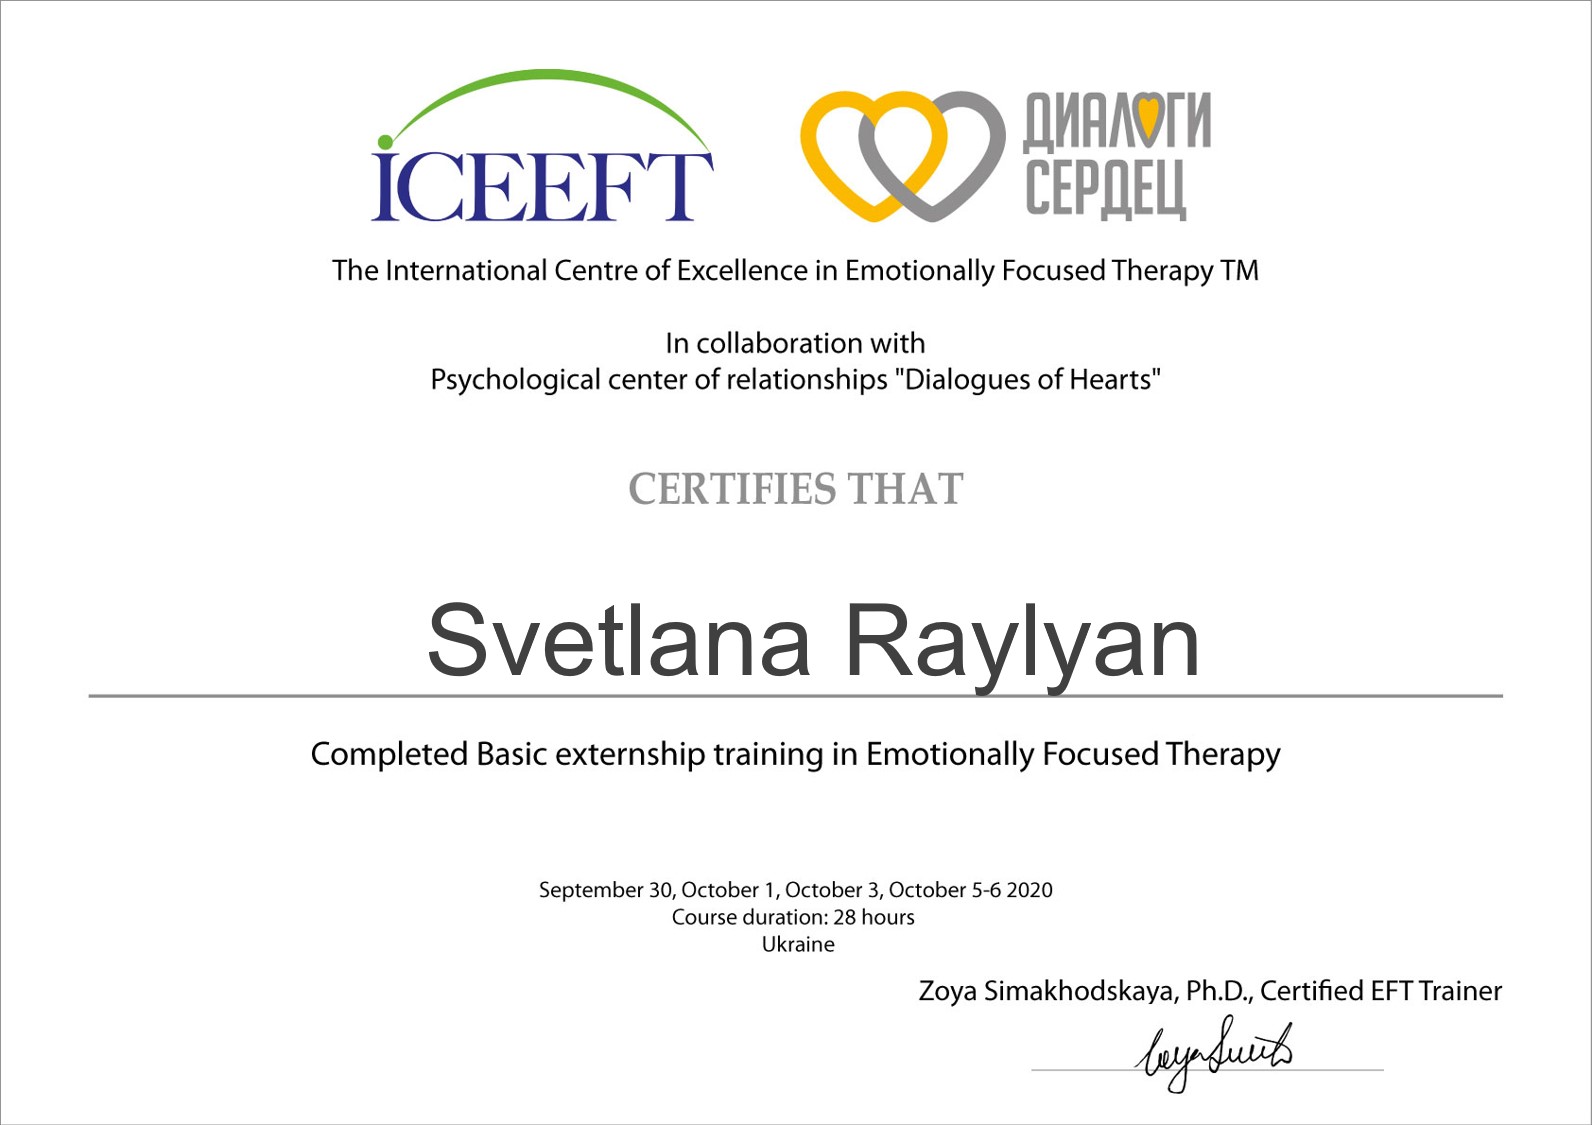 iCEEFT
ДИАЛОГИ
СЕРДЕЦ
The International Centre of Excellence in Emotionally Focused Therapy TM
In collaboration with
Psychological center of relationships "Dialogues of Hearts"
CERTIFIES THAT
Svetlana Raylyan
Completed Basic externship training in Emotionally Focused Therapy
September 30, October 1, October 3, October 5-6 2020
Course duration: 28 hours
Ukraine
Zoya Simakhodskaya, Ph.D., Certified EFT Trainer